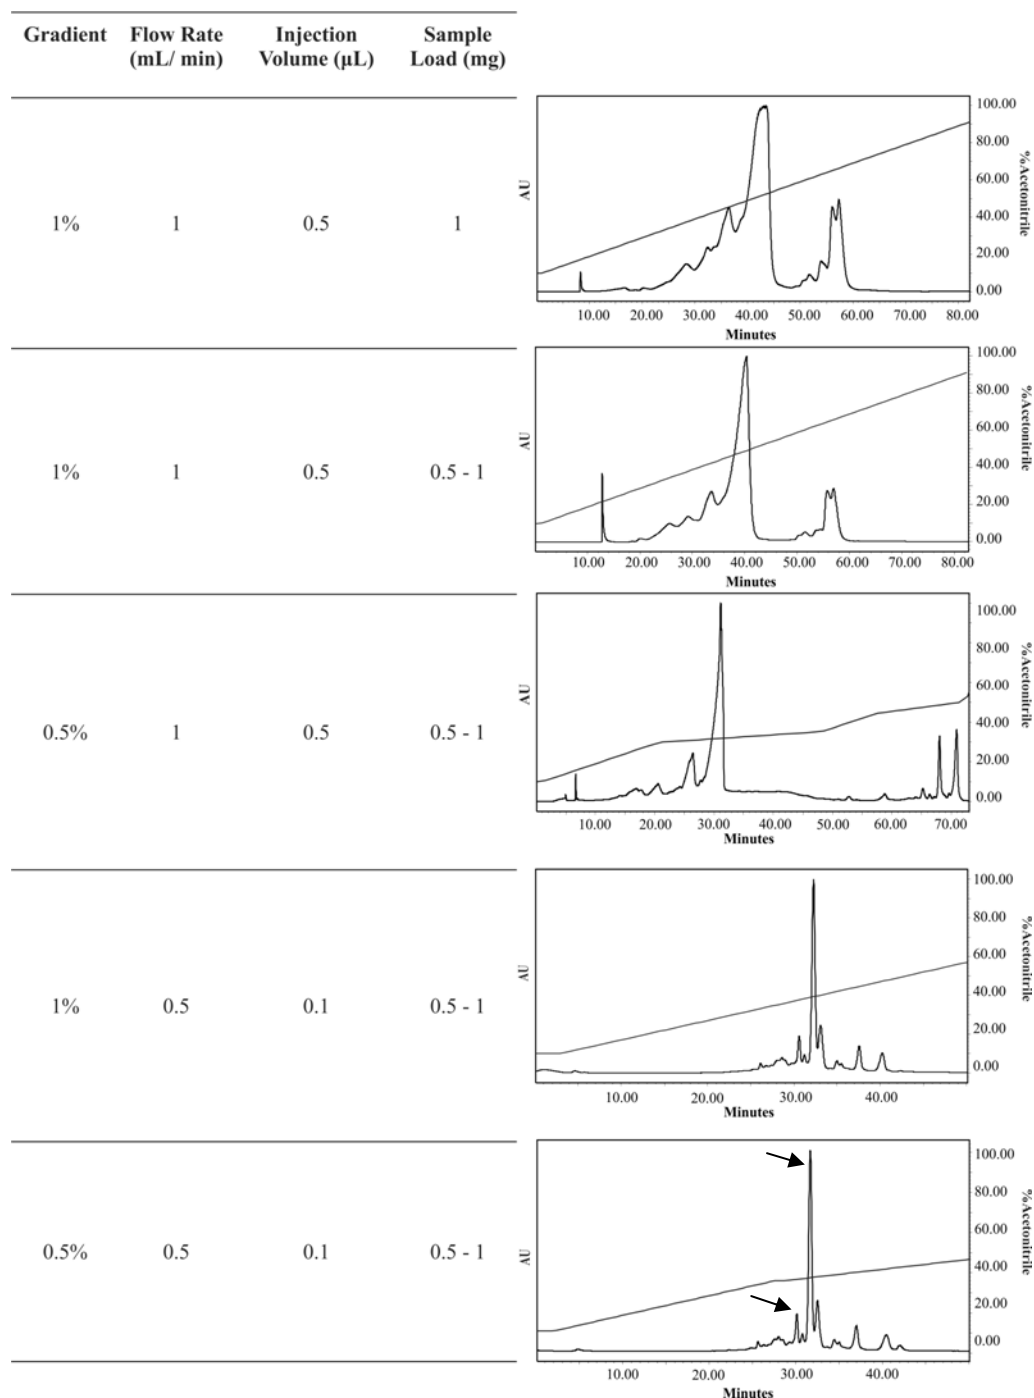 Gradient Flow Rate (mL/ min) Injection Volume (µL) Sample Load (mg)
1% 1 0.5 1
AU
100.00
80.00
60.00
40.00
20.00
0.00
%Acetonitrile
10.00 20.00 30.00 40.00 50.00 60.00 70.00 80.00
Minutes
1% 1 0.5 0.5 - 1
AU
100.00
80.00
60.00
40.00
20.00
0.00
%Acetonitrile
10.00 20.00 30.00 40.00 50.00 60.00 70.00 80.00
Minutes
0.5% 1 0.5 0.5 - 1
AU
100.00
80.00
60.00
40.00
20.00
0.00
%Acetonitrile
10.00 20.00 30.00 40.00 50.00 60.00 70.00
Minutes
1% 0.5 0.1 0.5 - 1
AU
100.00
80.00
60.00
40.00
20.00
0.00
%Acetonitrile
10.00 20.00 30.00 40.00
Minutes
0.5% 0.5 0.1 0.5 - 1
AU
100.00
80.00
60.00
40.00
20.00
0.00
%Acetonitrile
10.00 20.00 30.00 40.00
Minutes